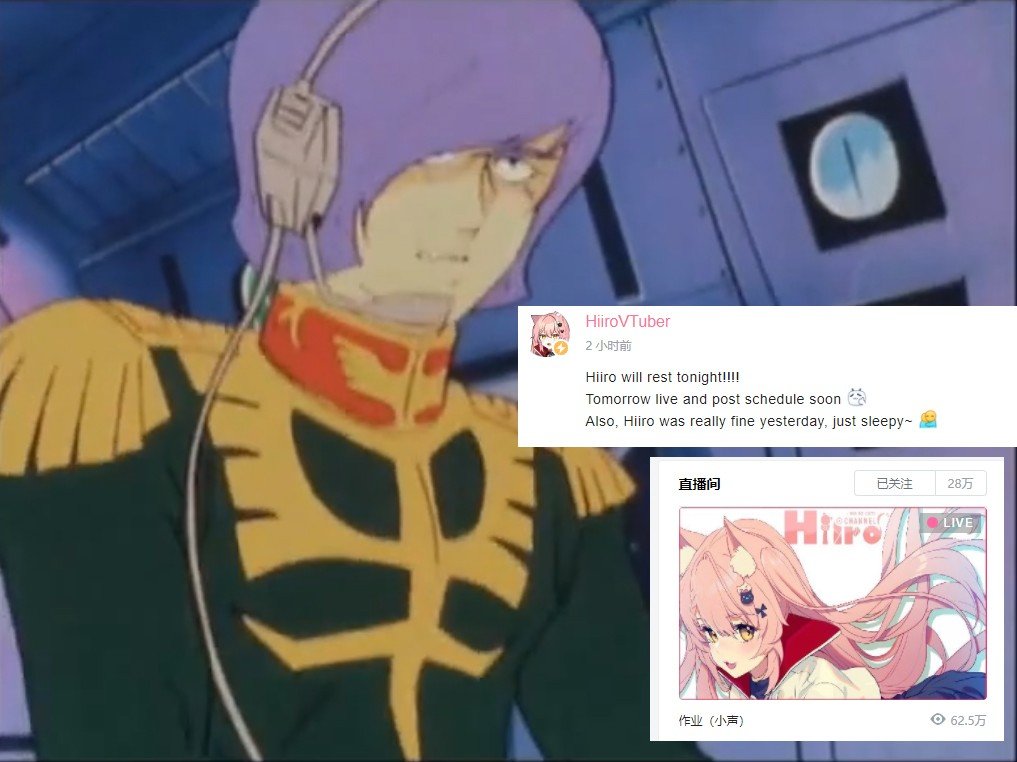 HiiroVTuber
2 小时前
Hiiro will rest tonight!!!!
Tomorrow live and post schedule soon
Also, Hiiro was really fine yesterday, just sleepy~
直播间
已关注 28万
Hiiro
CHANNEL
LIVE
作业（小声） 62.5万